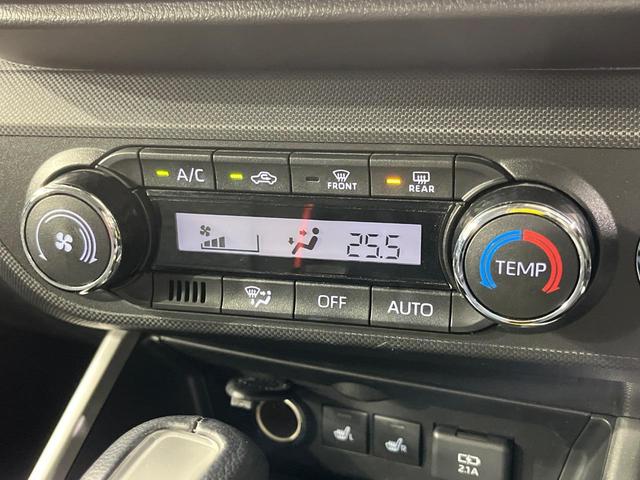 A/C
FRONT
REAR
25.5
TEMP
OFF
AUTO
L
R
2.1A